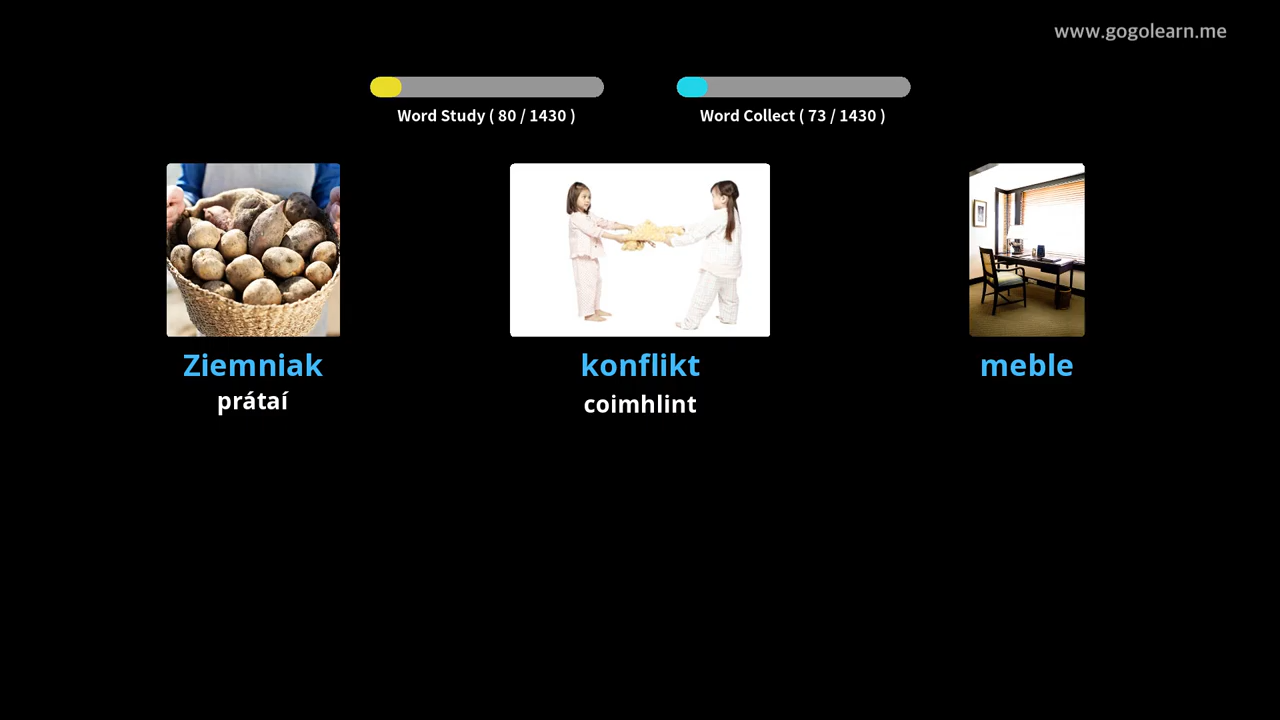 www.gogolearn.me
Word Study ( 80 / 1430 )
Word Collect ( 73 / 1430 )
Ziemniak
prátaí
konflikt
coimhlint
meble